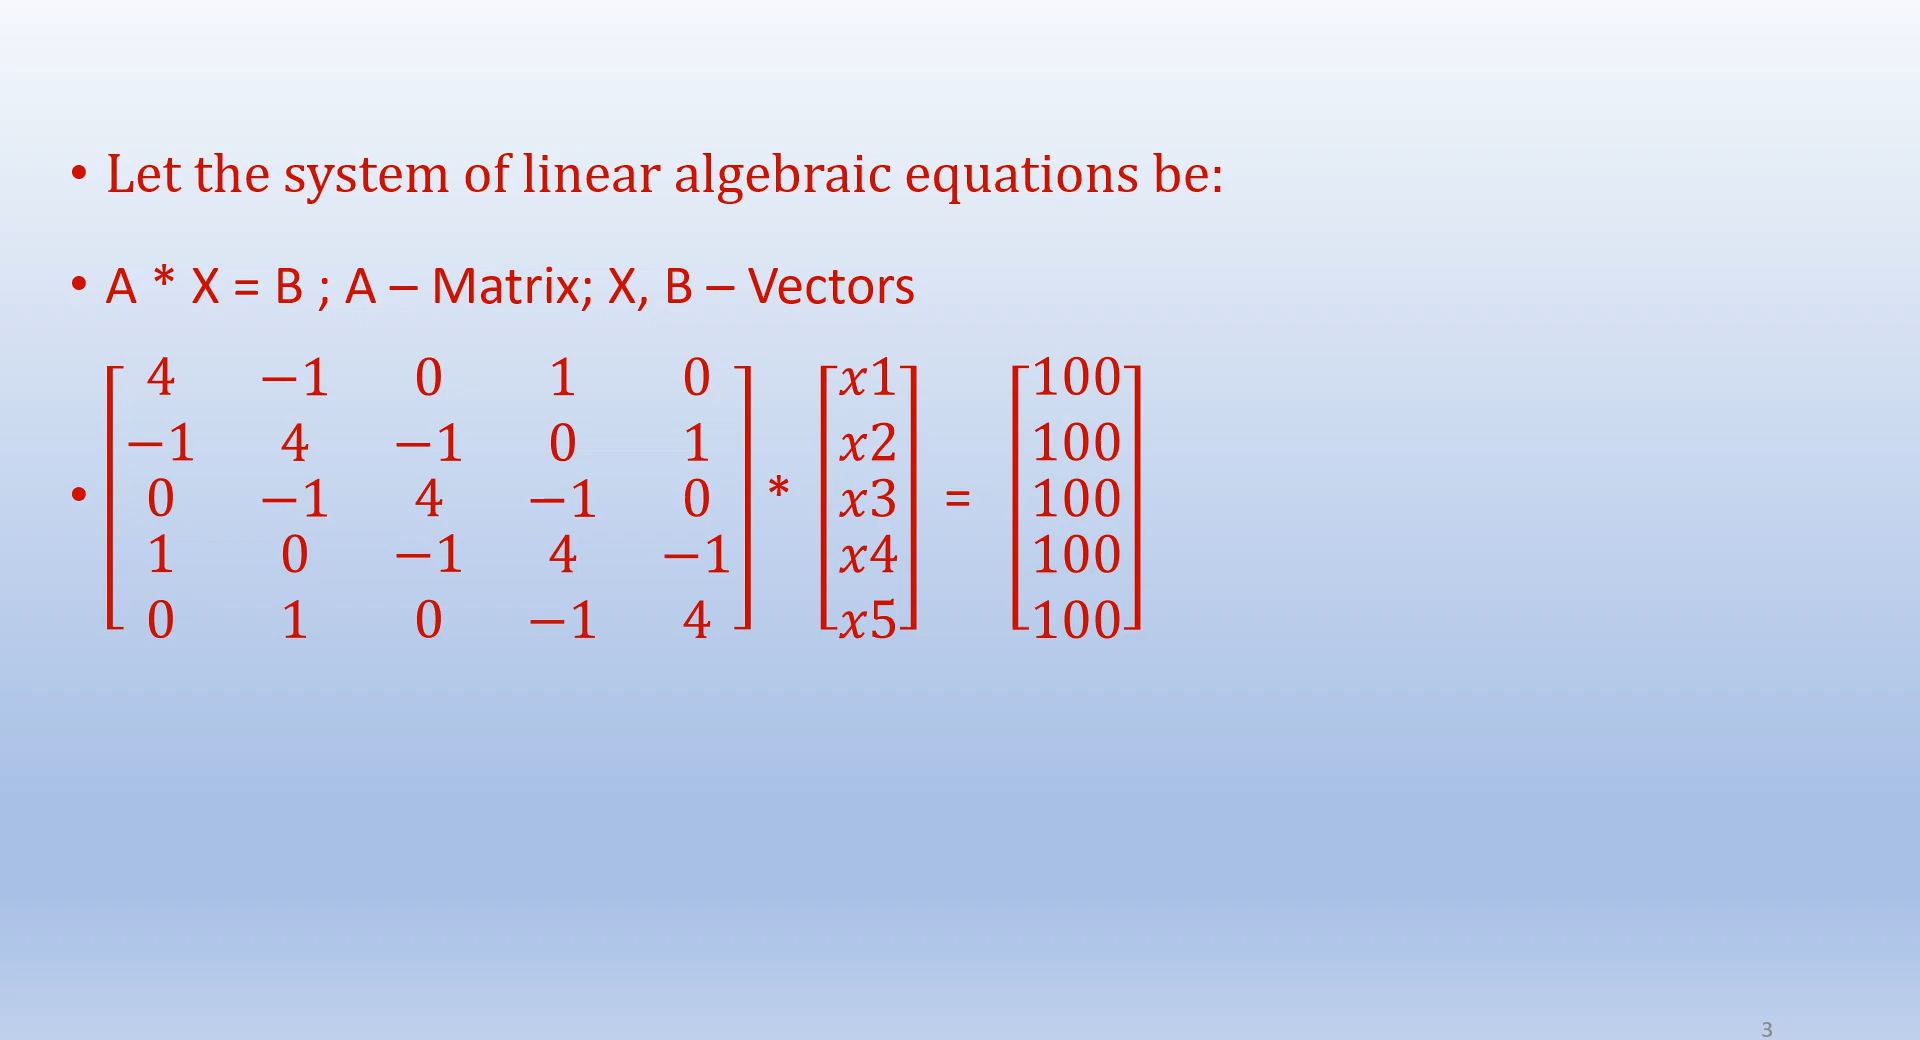 • Let the system of linear algebraic equations be:
• A * X = B ; A – Matrix; X, B – Vectors
4 −1 0 1 0 x1 100
−1 4 −1 0 1 x2 100
• 0 −1 4 −1 0 * x3 = 100
1 0 −1 4 −1 x4 100
0 1 0 −1 4 x5 100
3